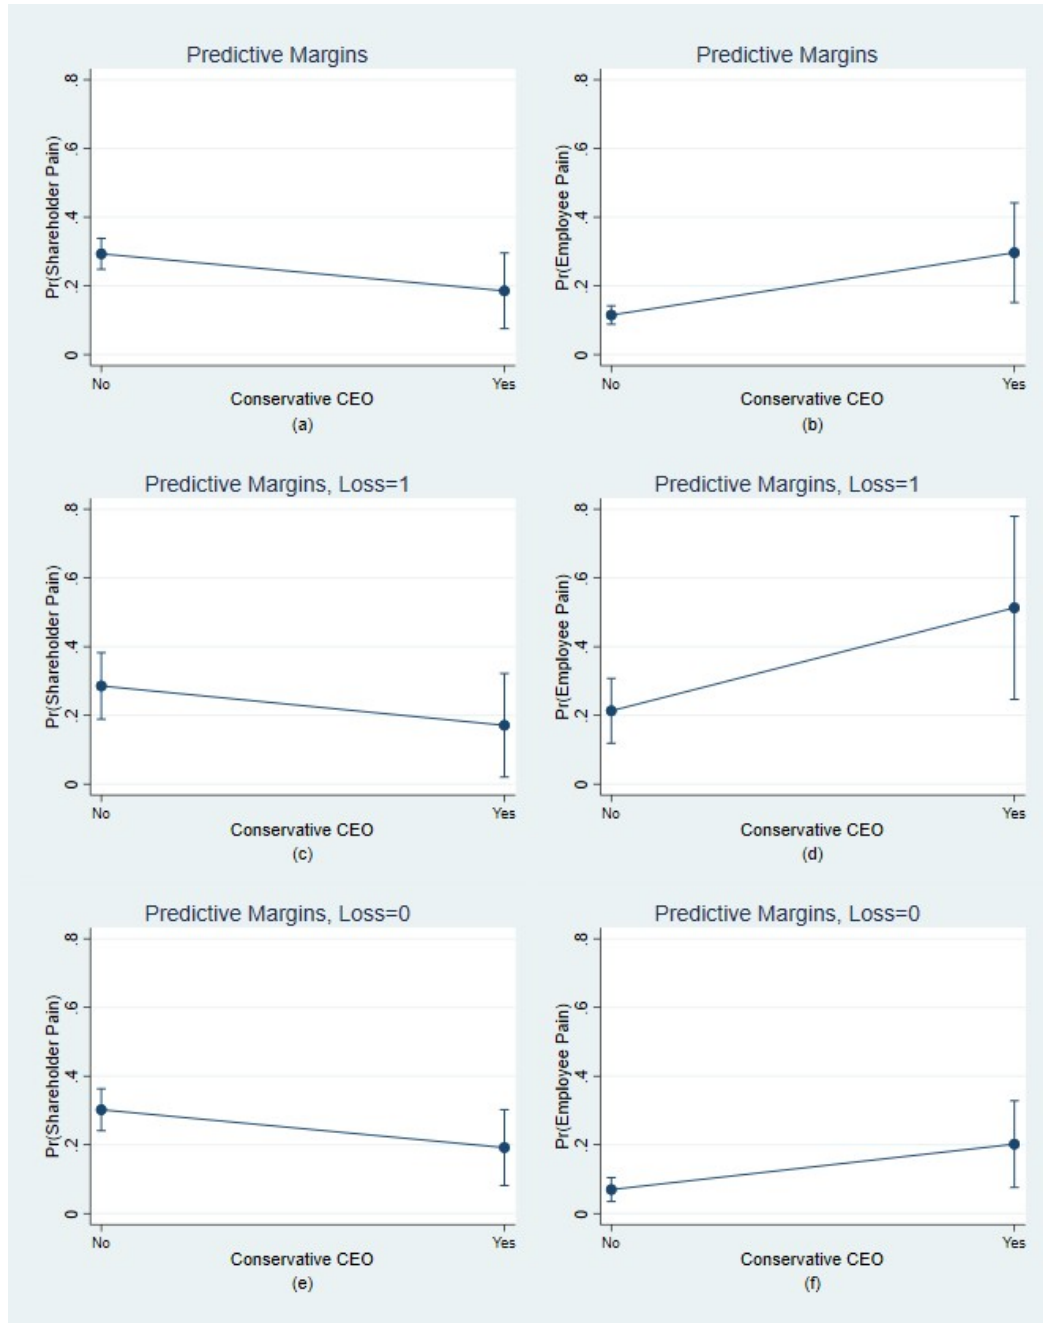 Predictive Margins
Pr(Shareholder Pain)
.8
.6
.4
.2
0
No
Yes
Conservative CEO
(a)
Predictive Margins
Pr(Employee Pain)
.8
.6
.4
.2
0
No
Yes
Conservative CEO
(b)
Predictive Margins, Loss=1
Pr(Shareholder Pain)
.8
.6
.4
.2
0
No
Yes
Conservative CEO
(c)
Predictive Margins, Loss=1
Pr(Employee Pain)
.8
.6
.4
.2
0
No
Yes
Conservative CEO
(d)
Predictive Margins, Loss=0
Pr(Shareholder Pain)
.8
.6
.4
.2
0
No
Yes
Conservative CEO
(e)
Predictive Margins, Loss=0
Pr(Employee Pain)
.8
.6
.4
.2
0
No
Yes
Conservative CEO
(f)